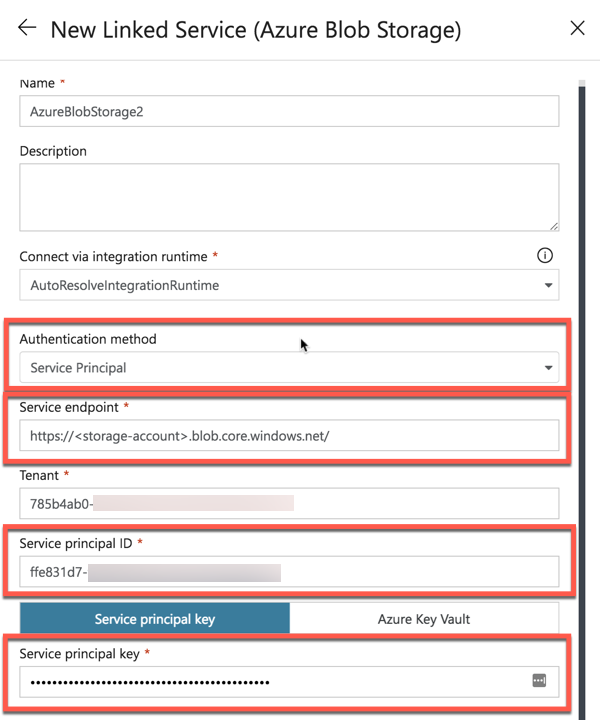 New Linked Service (Azure Blob Storage)
Name *
AzureBlobStorage2
Description
Connect via integration runtime *
AutoResolveIntegrationRuntime
Authentication method
Service Principal
Service endpoint *
https://<storage-account>.blob.core.windows.net/
Tenant *
785b4ab0-
Service principal ID *
ffe831d7-
Service principal key
Azure Key Vault
Service principal key *
••••••••••••••••••••••••••••••••••••••••••••